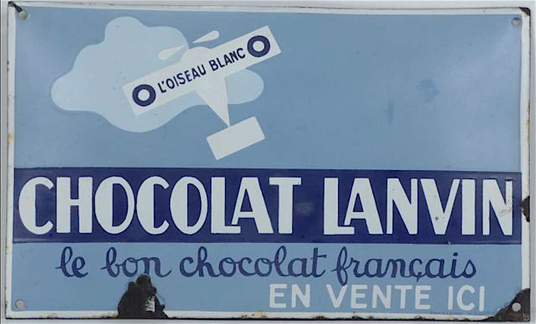 L'OISEAU BLANC
CHOCOLAT LANVIN
le bon chocolat français
EN VENTE ICI